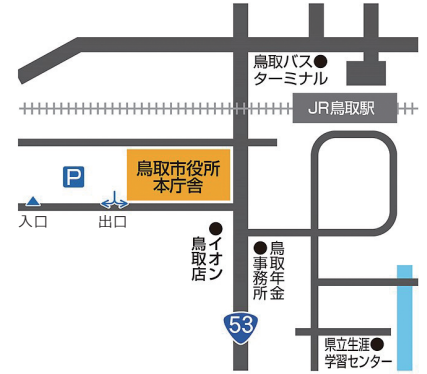 鳥取バス
ターミナル
JR鳥取駅
P
鳥取市役所
本庁舎
入口
出口
イオン
鳥取店
鳥取年金
事務所
53
県立生涯
学習センター